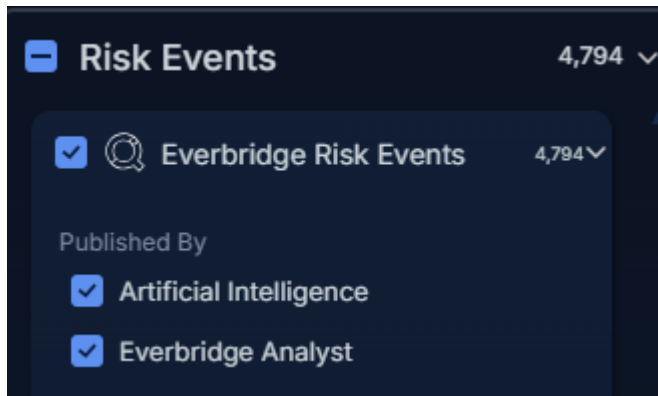 Risk Events 4,794
Everbridge Risk Events 4,794
Published By
Artificial Intelligence
Everbridge Analyst